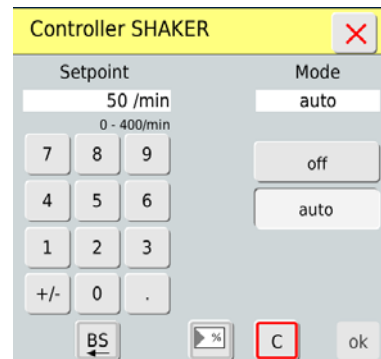 Controller SHAKER
Setpoint
Mode
50 /min
auto
0 - 400/min
7 8 9
off
4 5 6
auto
1 2 3
+/- 0 .
BS
%
C
ok